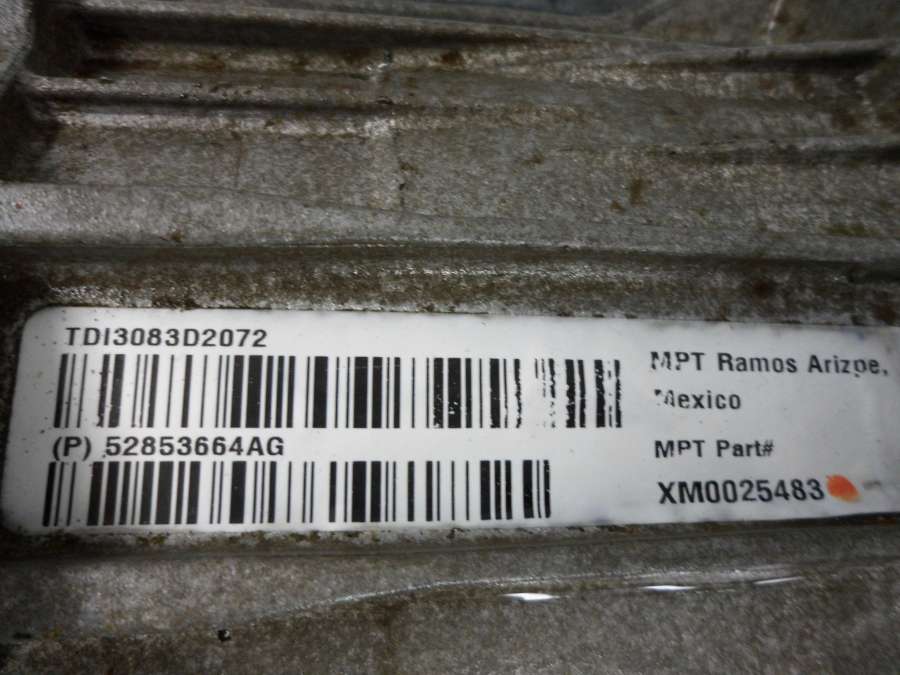 TDI3083D2072
(P) 52853664AG
MPT Ramos Arizpe,
Mexico
MPT Part#
XM0025483